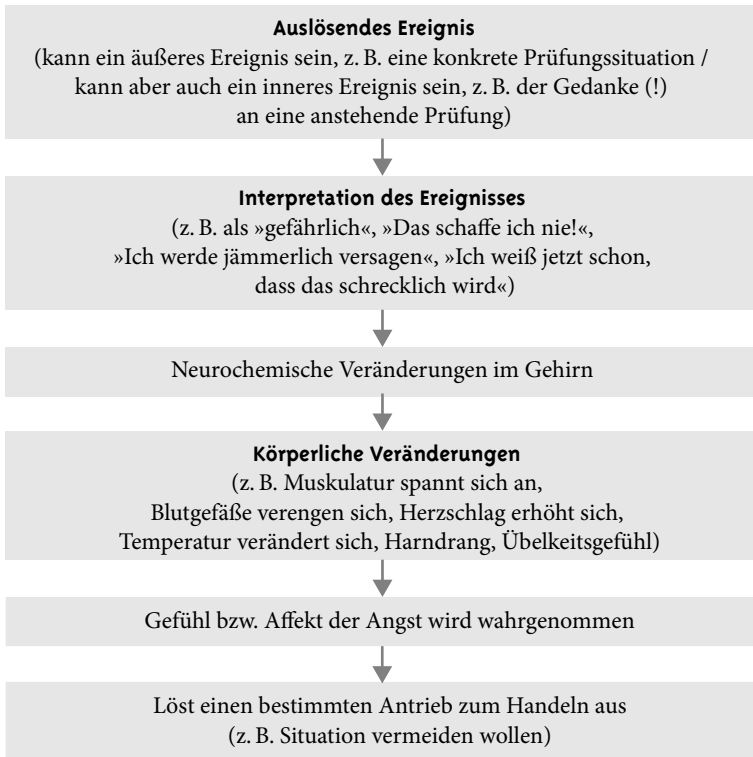 Auslösendes Ereignis
(kann ein äußeres Ereignis sein, z. B. eine konkrete Prüfungssituation /
kann aber auch ein inneres Ereignis sein, z. B. der Gedanke (!)
an eine anstehende Prüfung)
Interpretation des Ereignisses
(z. B. als »gefährlich«, »Das schaffe ich nie!«,
»Ich werde jämmerlich versagen«, »Ich weiß jetzt schon,
dass das schrecklich wird«)
Neurochemische Veränderungen im Gehirn
Körperliche Veränderungen
(z. B. Muskulatur spannt sich an,
Blutgefäße verengen sich, Herzschlag erhöht sich,
Temperatur verändert sich, Harndrang, Übelkeitsgefühl)
Gefühl bzw. Affekt der Angst wird wahrgenommen
Löst einen bestimmten Antrieb zum Handeln aus
(z. B. Situation vermeiden wollen)